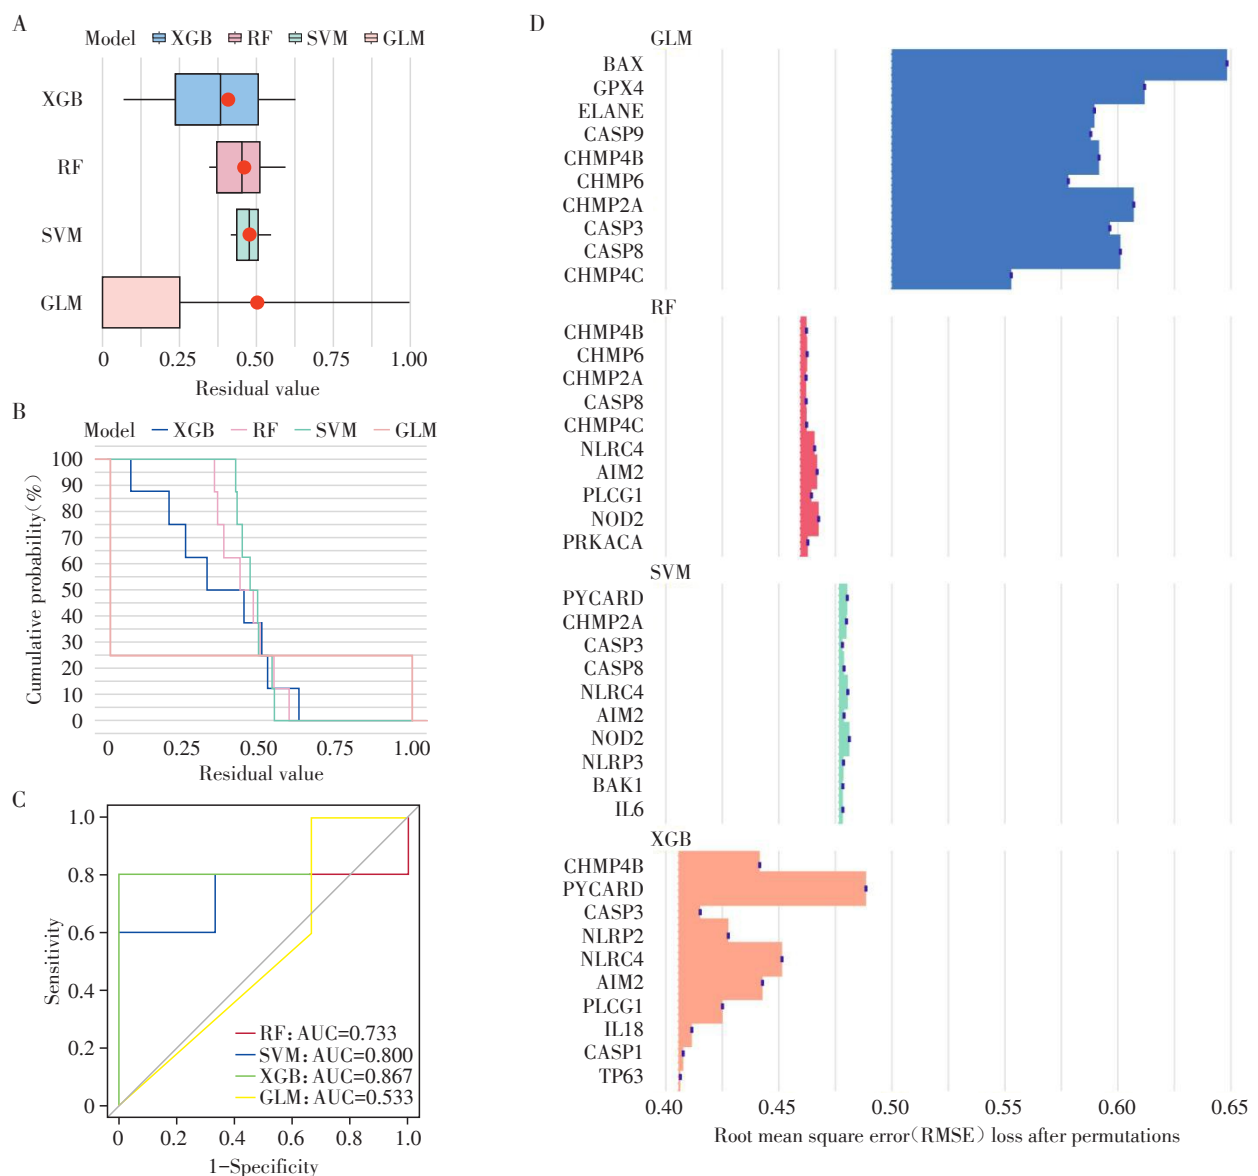 A
Model XGB RF SVM GLM
XGB
RF
SVM
GLM
0 0.25 0.50 0.75 1.00
Residual value
B
Model XGB RF SVM GLM
Cumulative probability(%)
100
90
80
70
60
50
40
30
20
10
0
0 0.25 0.50 0.75 1.00
Residual value
C
Sensitivity
1.0
0.8
0.6
0.4
0.2
0
RF: AUC=0.733
SVM: AUC=0.800
XGB: AUC=0.867
GLM: AUC=0.533
0 0.2 0.4 0.6 0.8 1.0
1-Specificity
D
GLM
BAX
GPX4
ELANE
CASP9
CHMP4B
CHMP6
CHMP2A
CASP3
CASP8
CHMP4C
RF
CHMP4B
CHMP6
CHMP2A
CASP8
CHMP4C
NLRC4
AIM2
PLCG1
NOD2
PRKACA
SVM
PYCARD
CHMP2A
CASP3
CASP8
NLRC4
AIM2
NOD2
NLRP3
BAK1
IL6
XGB
CHMP4B
PYCARD
CASP3
NLRP2
NLRC4
AIM2
PLCG1
IL18
CASP1
TP63
0.40 0.45 0.50 0.55 0.60 0.65
Root mean square error(RMSE) loss after permutations